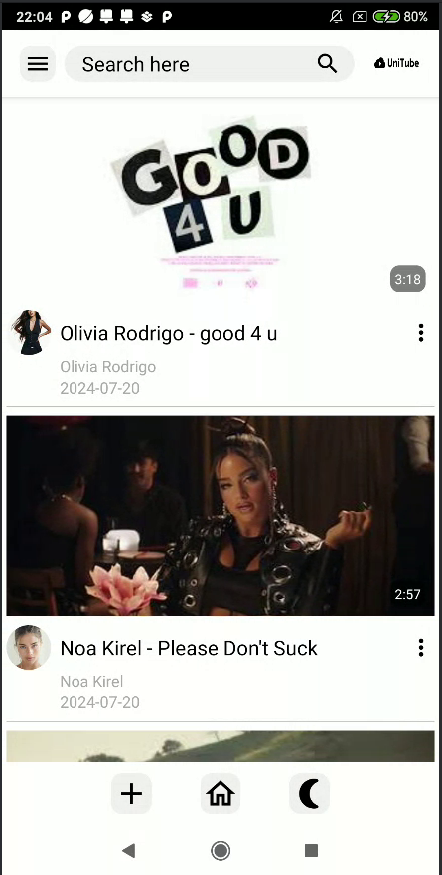 22:04
80%
Search here
UniTube
GOOD
4 U
3:18
Olivia Rodrigo - good 4 u
Olivia Rodrigo
2024-07-20
2:57
Noa Kirel - Please Don't Suck
Noa Kirel
2024-07-20